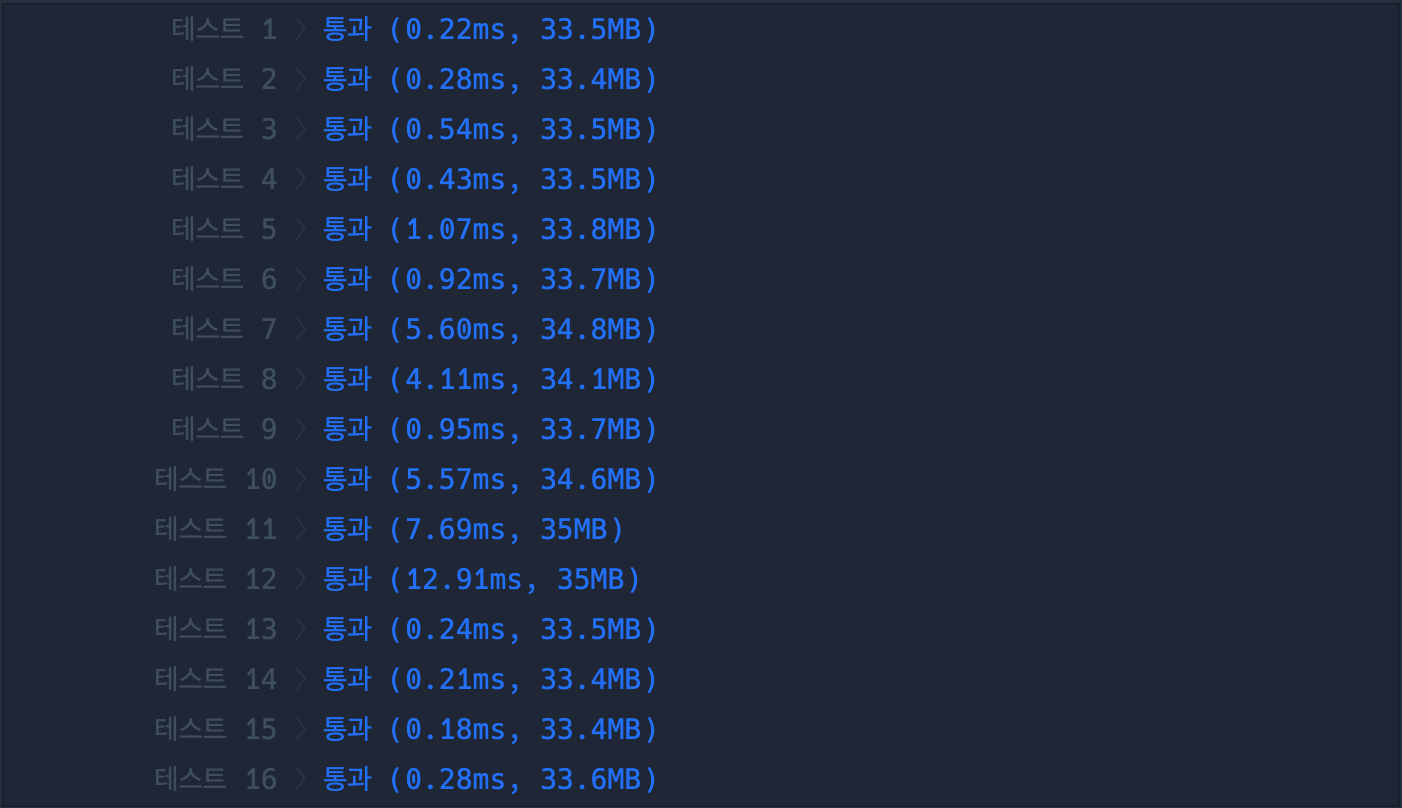 테스트 1 〉 통과 (0.22ms, 33.5MB)
테스트 2 〉 통과 (0.28ms, 33.4MB)
테스트 3 〉 통과 (0.54ms, 33.5MB)
테스트 4 〉 통과 (0.43ms, 33.5MB)
테스트 5 〉 통과 (1.07ms, 33.8MB)
테스트 6 〉 통과 (0.92ms, 33.7MB)
테스트 7 〉 통과 (5.60ms, 34.8MB)
테스트 8 〉 통과 (4.11ms, 34.1MB)
테스트 9 〉 통과 (0.95ms, 33.7MB)
테스트 10 〉 통과 (5.57ms, 34.6MB)
테스트 11 〉 통과 (7.69ms, 35MB)
테스트 12 〉 통과 (12.91ms, 35MB)
테스트 13 〉 통과 (0.24ms, 33.5MB)
테스트 14 〉 통과 (0.21ms, 33.4MB)
테스트 15 〉 통과 (0.18ms, 33.4MB)
테스트 16 〉 통과 (0.28ms, 33.6MB)